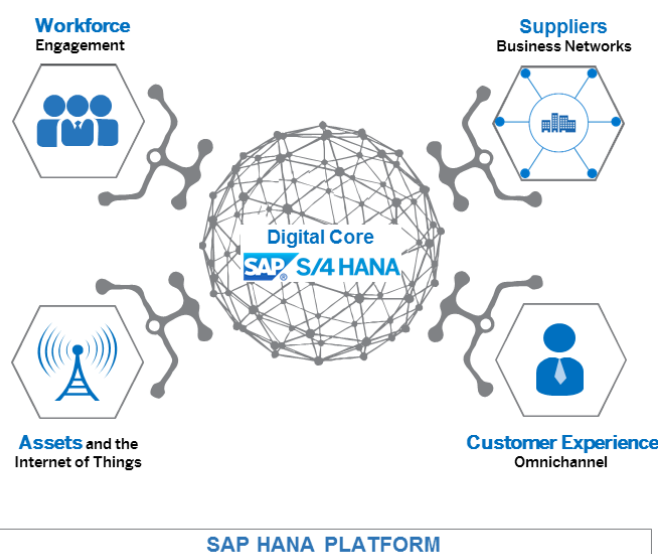 Workforce
Engagement
Suppliers
Business Networks
Digital Core
SAP® S/4 HANA
Assets and the
Internet of Things
Customer Experience
Omnichannel
SAP HANA PLATFORM